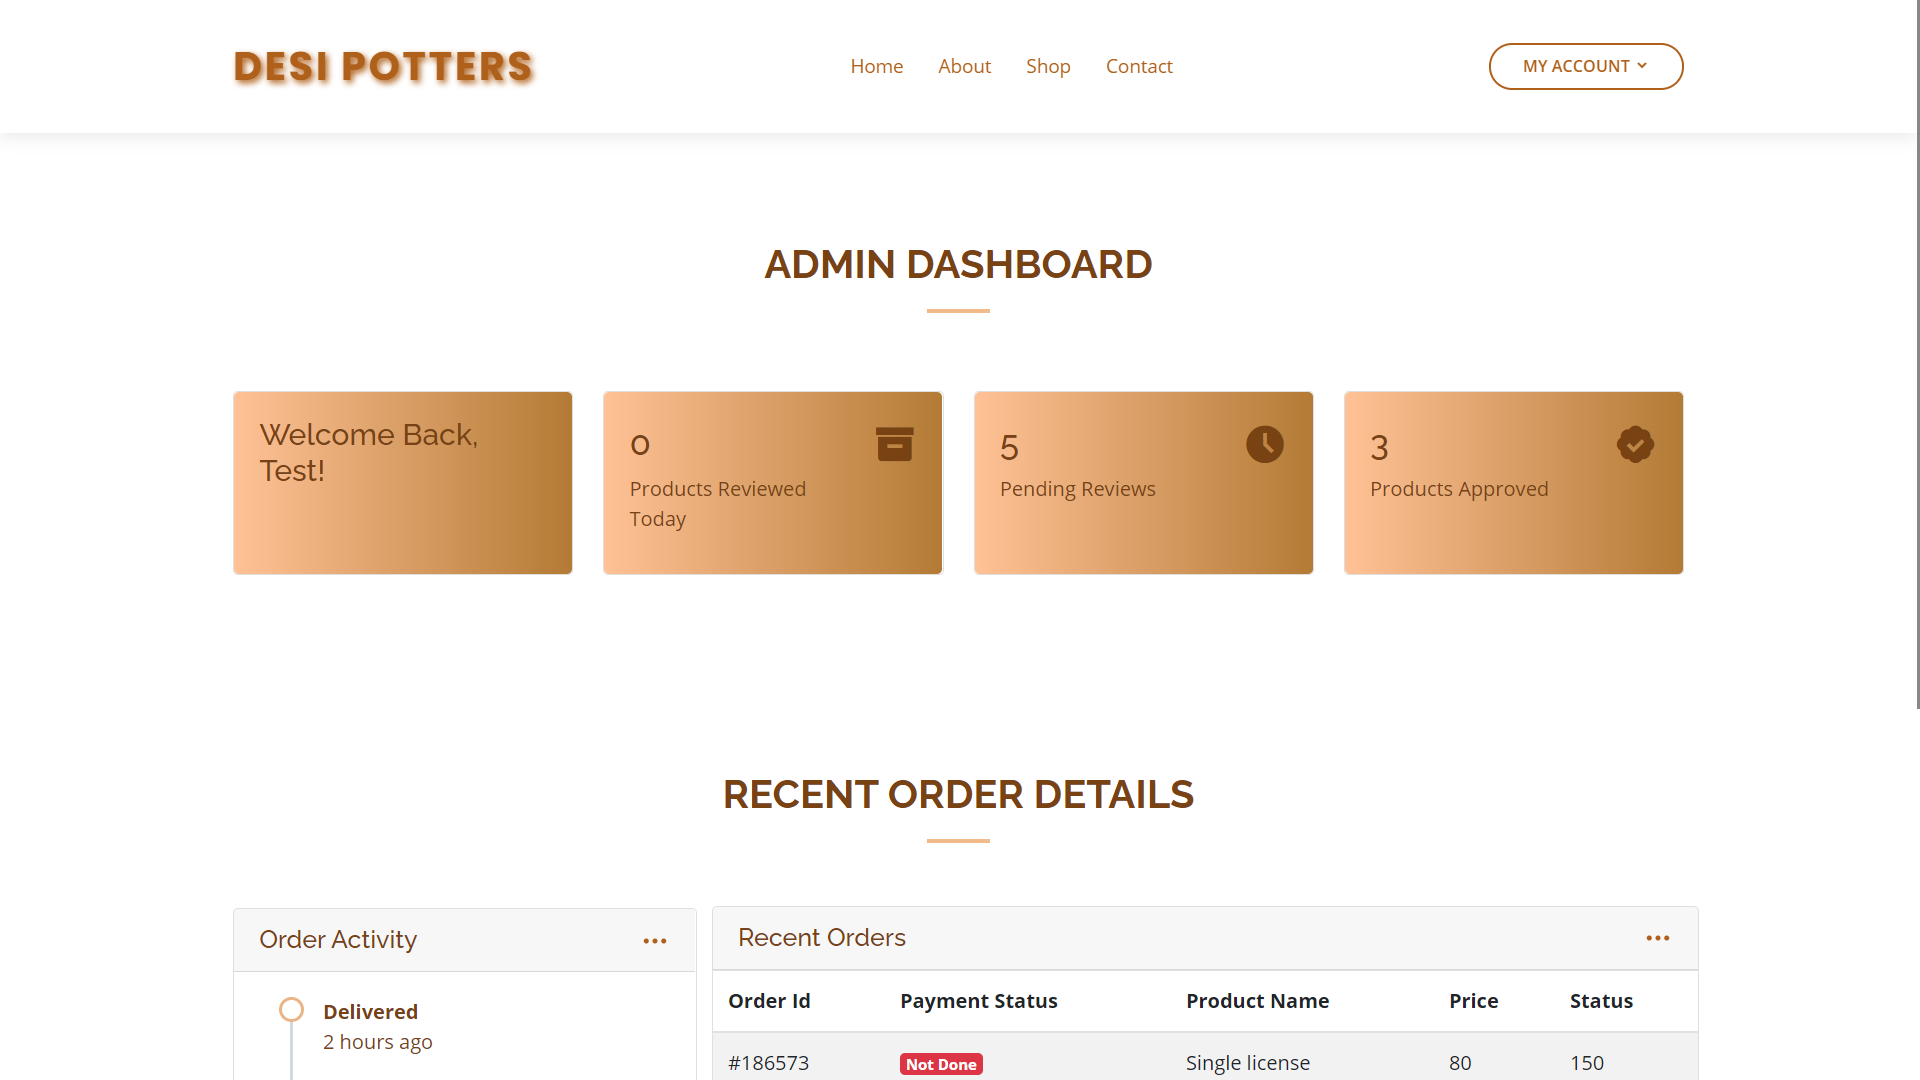 DESI POTTERS
Home
About
Shop
Contact
MY ACCOUNT
ADMIN DASHBOARD
Welcome Back,
Test!
0
Products Reviewed
Today
5
Pending Reviews
3
Products Approved
RECENT ORDER DETAILS
Order Activity
Delivered
2 hours ago
Recent Orders
Order Id Payment Status Product Name Price Status
#186573 Not Done Single license 80 150